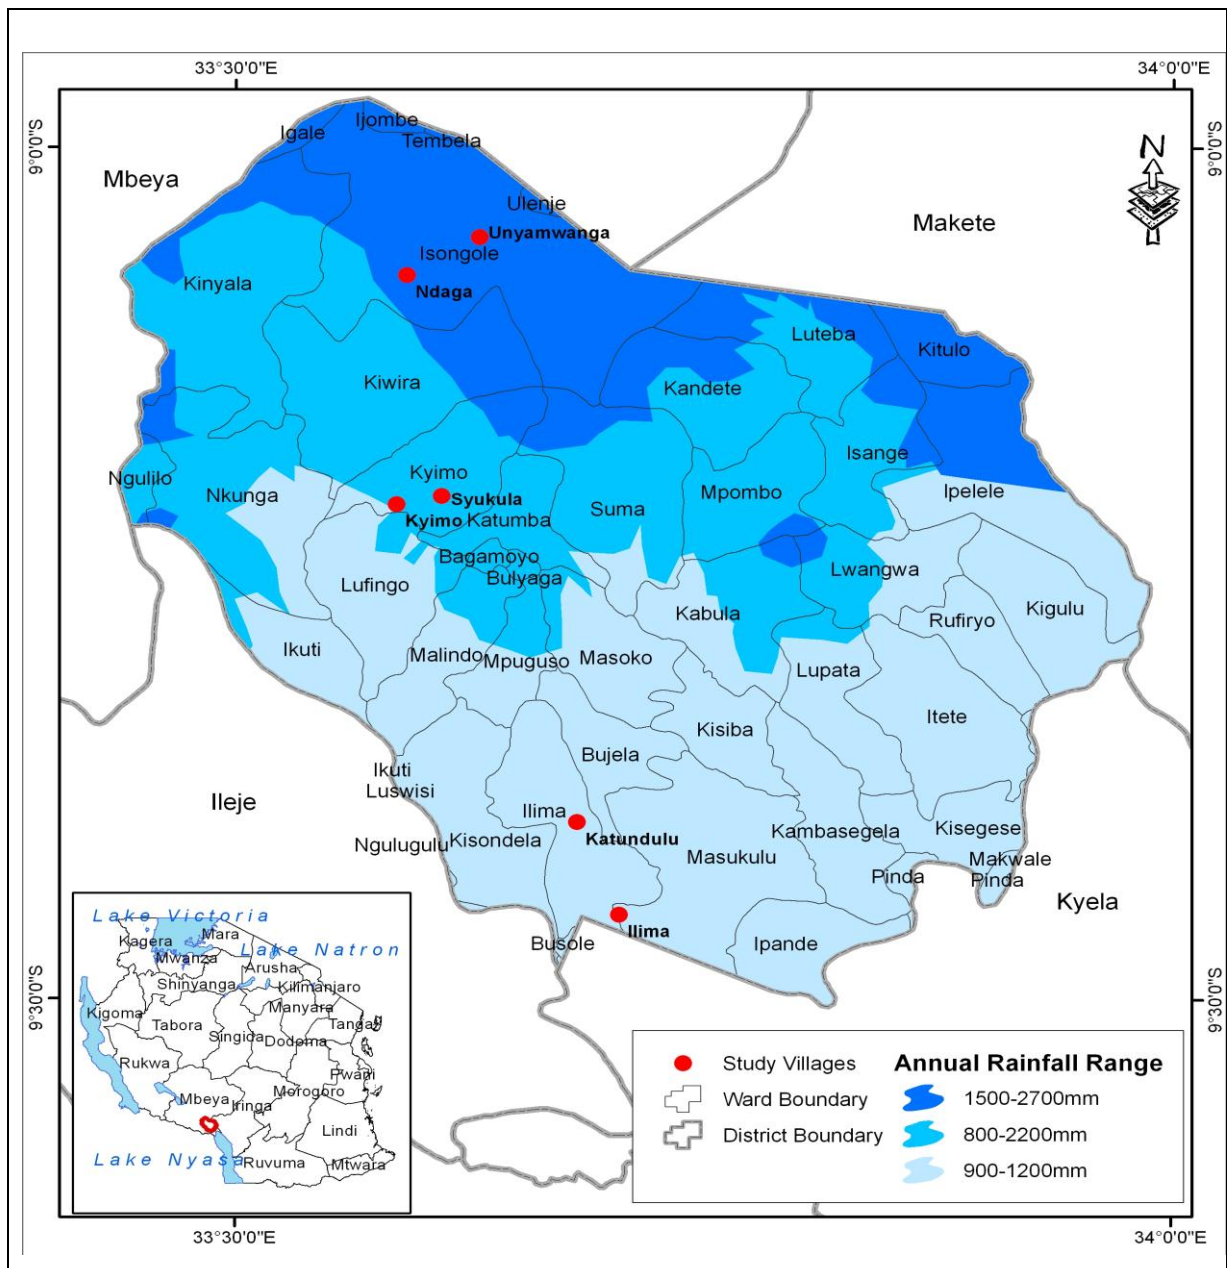 33°30'0"E
34°0'0"E
9°0'0"S
9°0'0"S
Mbeya
Makete
N
Ijombe
Igale
Tembela
Ulenje
Unyamwanga
Isongole
Kinyala
Ndaga
Luteba
Kitulo
Kiwira
Kandete
Isange
Kyimo
Ngulilo
Nkunga
Syukula
Mpombo
Ipelele
Suma
Kyimo
Katumba
Bagamoyo
Bulyaga
Lwangwa
Lufingo
Kabula
Rufiryo
Kigulu
Ikuti
Malindo
Mpuguso
Masoko
Lupata
Itete
Kisiba
Bujela
Ikuti
Luswisi
Ileje
Ilima
Katundulu
Kambasegela
Kisegese
Ngulugulu
Kisondela
Masukulu
Makwale
Pinda
Pinda
Kyela
Ilima
Busole
Ipande
9°30'0"S
9°30'0"S
Lake Victoria
Mara
Kagera
Lake Natron
Mwanza
Arusha
Shinyanga
Kilimanjaro
Kigoma
Manyara
Tabora
Tanga
Singida
Dodoma
Rukwa
Pwani
Morogoro
Mbeya
Iringa
Lindi
Lake Nyasa
Ruvuma
Mtwara
Study Villages
Ward Boundary
District Boundary
Annual Rainfall Range
1500-2700mm
800-2200mm
900-1200mm
33°30'0"E
34°0'0"E